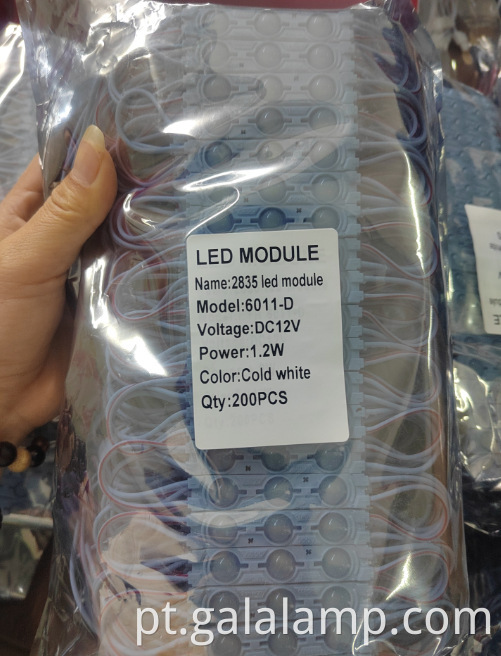 LED MODULE
Name:2835 led module
Model:6011-D
Voltage:DC12V
Power:1.2W
Color:Cold white
Qty:200PCS
pt.galalamp.com